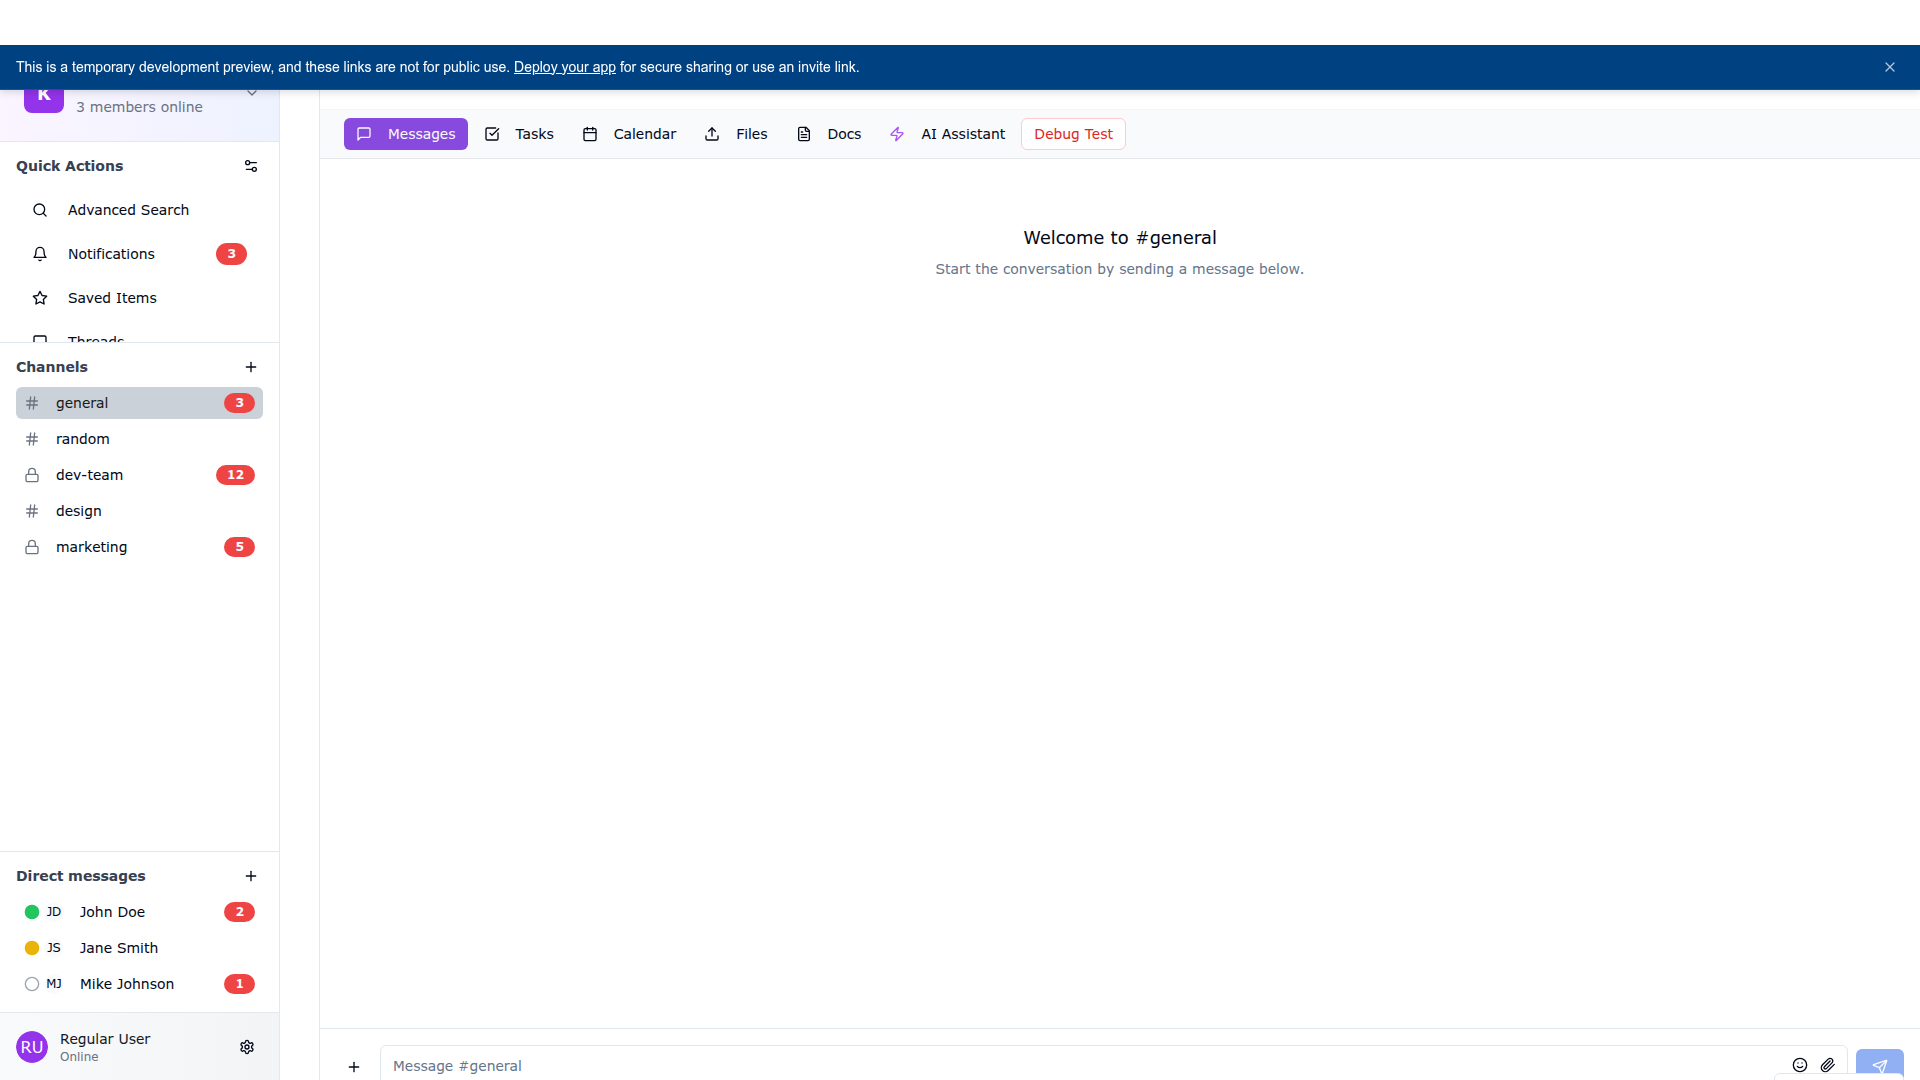 This is a temporary development preview, and these links are not for public use. Deploy your app for secure sharing or use an invite link.
K
3 members online
Quick Actions
Advanced Search
Notifications 3
Saved Items
Threads
Channels
general 3
random
dev-team 12
design
marketing 5
Direct messages
JD John Doe 2
JS Jane Smith
MJ Mike Johnson 1
RU Regular User
Online
Messages Tasks Calendar Files Docs AI Assistant Debug Test
Welcome to #general
Start the conversation by sending a message below.
Message #general